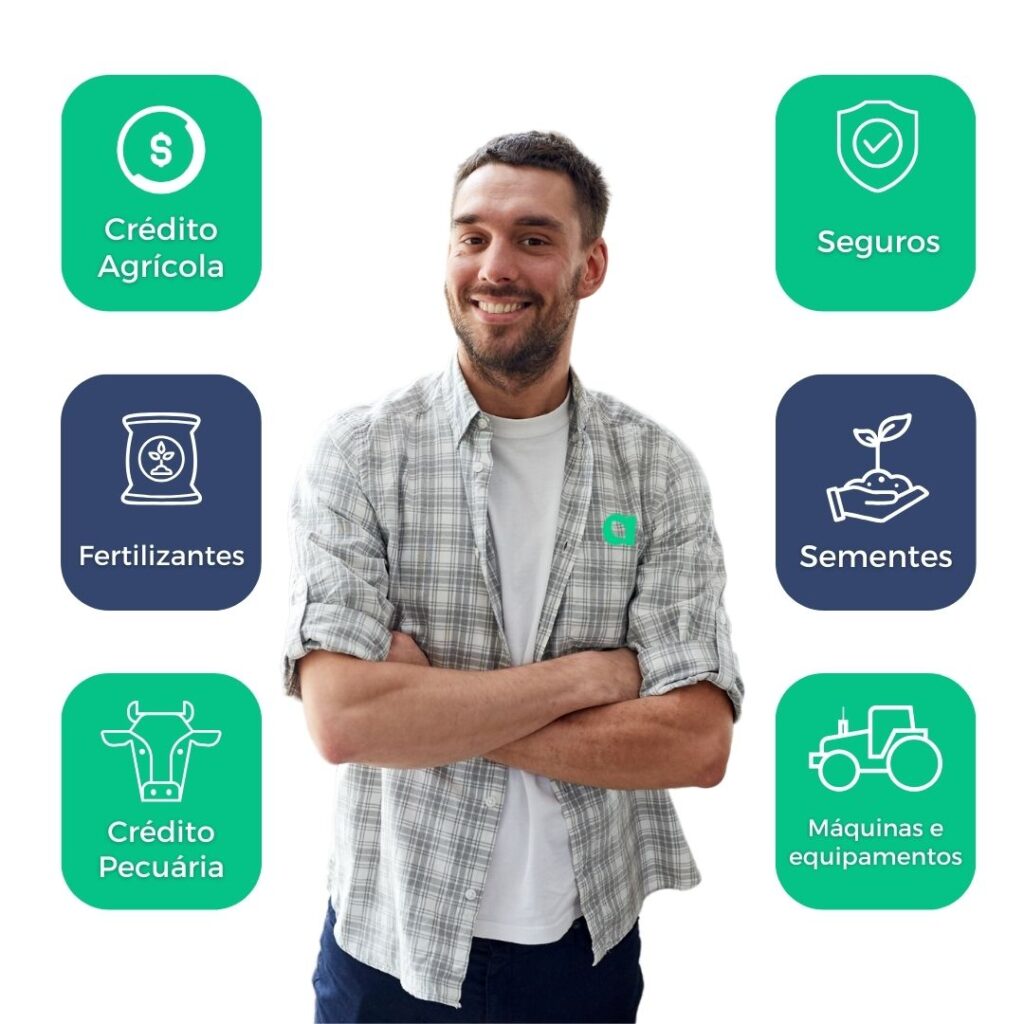 Crédito
Agrícola
Seguros
Fertilizantes
Sementes
Crédito
Pecuária
Máquinas e
equipamentos
a